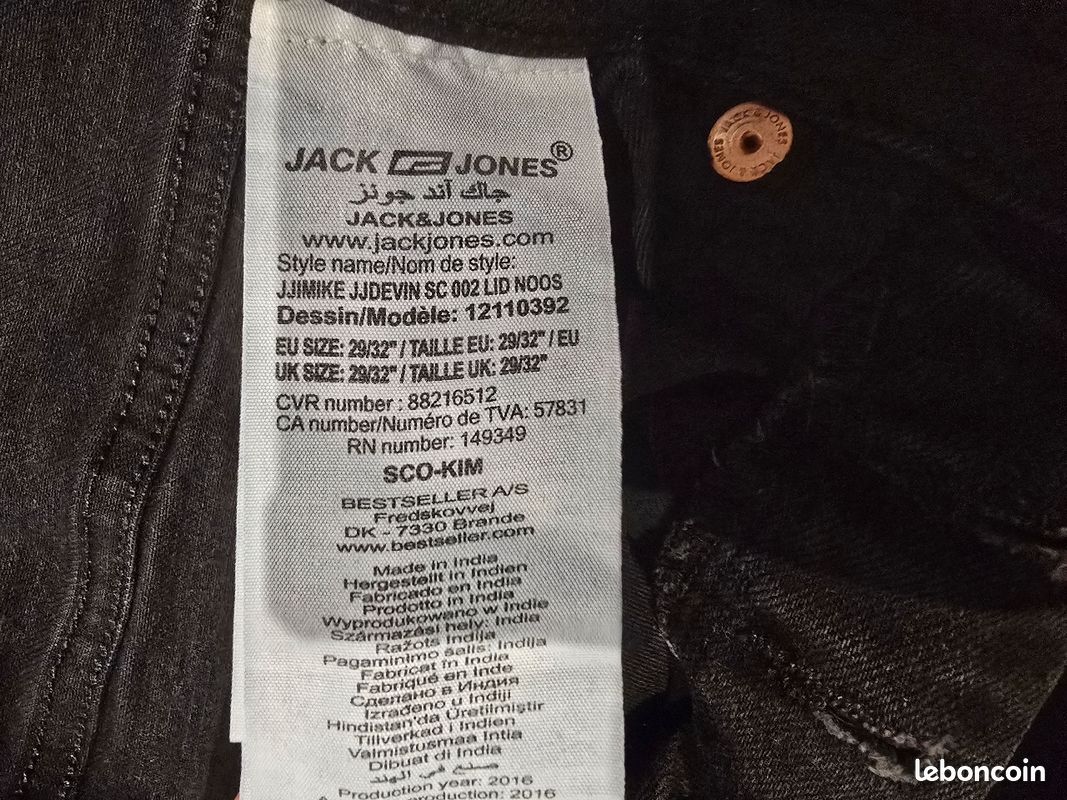 JACK & JONES®
جاك آند جونز
JACK&JONES
www.jackjones.com
Style name/Nom de style:
JJIMIKE JJDEVIN SC 002 LID NOOS
Dessin/Modèle: 12110392
EU SIZE: 29/32" / TAILLE EU: 29/32" / EU
UK SIZE: 29/32" / TAILLE UK: 29/32"
CVR number : 88216512
CA number/Numéro de TVA: 57831
RN number: 149349
SCO-KIM
BESTSELLER A/S
Fredskovvej
DK - 7330 Brande
www.bestseller.com
Made in India
Hergestellt in Indien
Fabricado en India
Prodotto in India
Wyprodukowano w Indie
Származási hely: India
Ražots Indija
Pagaminimo šalis: Indija
Fabricat în India
Fabriqué en Inde
Сделано в Индия
Izrađeno u Indiji
Hindistan'da Üretilmiştir
Tillverkad i Indien
Valmistusmaa Intia
Dibuat di India
صنع في الهند
Production year: 2016
production: 2016
JACK & JONES JACK & JONES
leboncoin